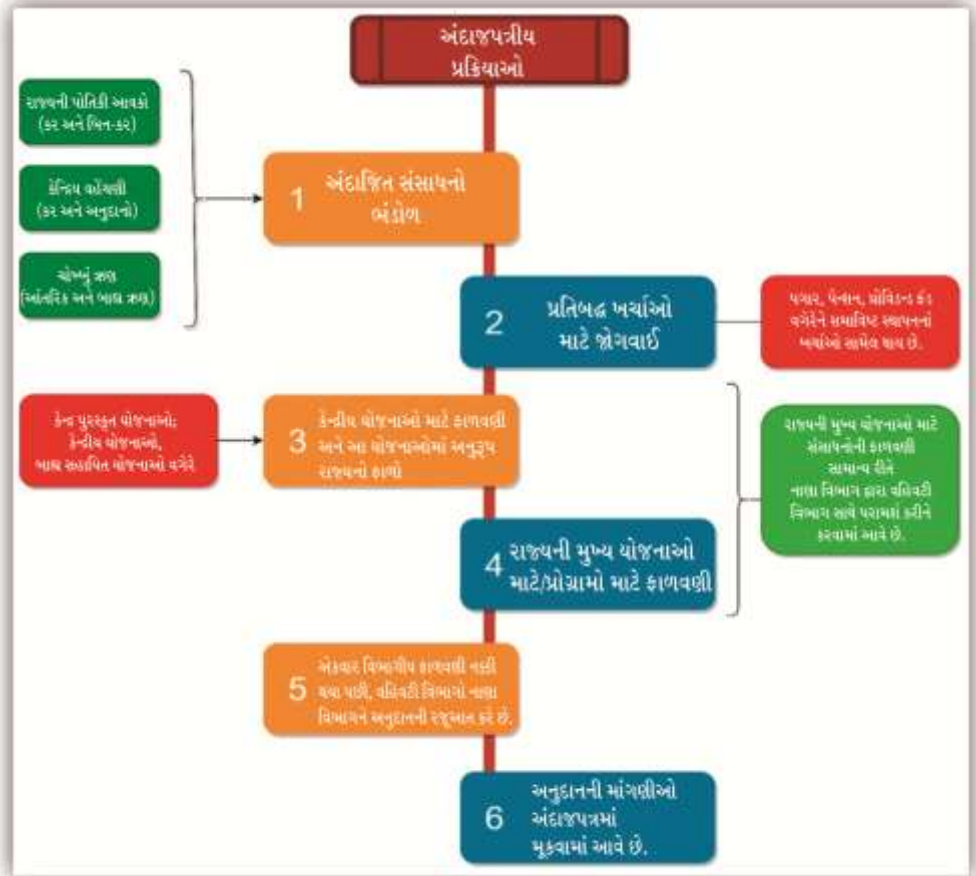 અંદાજપત્રીય
પ્રક્રિયાઓ
રાજ્યની પોતિકી આવકો
(કર અને બિન-કર)
કેન્દ્રિય વહેંચણી
(કર અને અનુદાનો)
ચોખ્ખું ઋણ
(આંતરિક અને બાહ્ય ઋણ)
1
અંદાજિત સંસાધનો
ભંડોળ
2
પ્રતિબદ્ધ ખર્ચાઓ
માટે જોગવાઈ
પગાર, પેન્શન, પ્રોવિડન્ડ ફંડ
વગેરેને સમાવિષ્ટ સ્થાપનનાં
ખર્ચાઓ સામેલ થાય છે.
કેન્દ્ર પુરસ્કૃત યોજનાઓ;
કેન્દ્રીય યોજનાઓ,
બાહ્ય સહાયિત યોજનાઓ વગેરે
3
કેન્દ્રીય યોજનાઓ માટે ફાળવણી
અને આ યોજનાઓમાં અનુરૂપ
રાજ્યનો ફાળો
રાજ્યની મુખ્ય યોજનાઓ માટે
સંસાધનોની ફાળવણી
સામાન્ય રીતે
નાણા વિભાગ દ્વારા વહિવટી
વિભાગ સાથે પરામર્શ કરીને
કરવામાં આવે છે.
4
રાજ્યની મુખ્ય યોજનાઓ
માટે/પ્રોગ્રામો માટે ફાળવણી
5
એકવાર વિભાગીય ફાળવણી નક્કી
થયા પછી, વહિવટી વિભાગો નાણા
વિભાગને અનુદાનની રજૂઆત કરે છે.
6
અનુદાનની માંગણીઓ
અંદાજપત્રમાં
મૂકવામાં આવે છે.